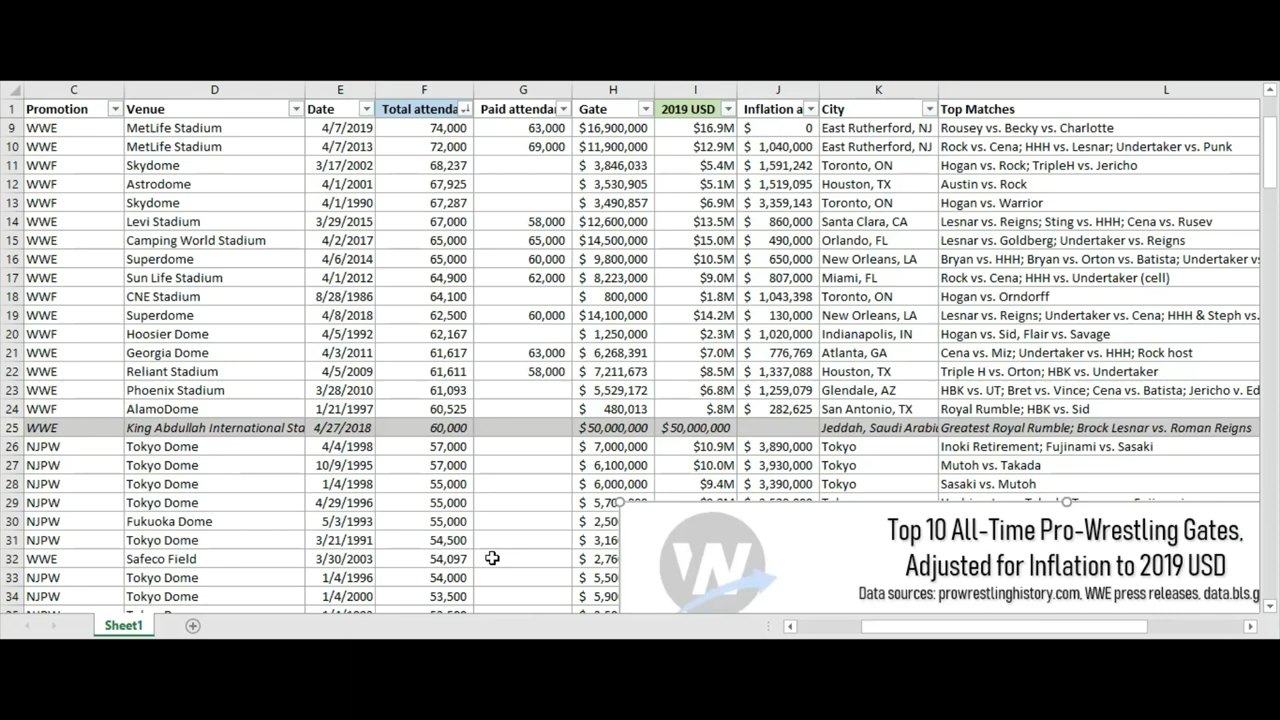 C D E F G H I J K L
1 Promotion Venue Date Total attenda Paid attendar Gate 2019 USD Inflation a City Top Matches
9 WWE MetLife Stadium 4/7/2019 74,000 63,000 $16,900,000 $16.9M $ 0 East Rutherford, NJ Rousey vs. Becky vs. Charlotte
10 WWE MetLife Stadium 4/7/2013 72,000 69,000 $11,900,000 $12.9M $ 1,040,000 East Rutherford, NJ Rock vs. Cena; HHH vs. Lesnar; Undertaker vs. Punk
11 WWF Skydome 3/17/2002 68,237 $ 3,846,033 $5.4M $ 1,591,242 Toronto, ON Hogan vs. Rock; TripleH vs. Jericho
12 WWF Astrodome 4/1/2001 67,925 $ 3,530,905 $5.1M $ 1,519,095 Houston, TX Austin vs. Rock
13 WWF Skydome 4/1/1990 67,287 $ 3,490,857 $6.9M $ 3,359,143 Toronto, ON Hogan vs. Warrior
14 WWE Levi Stadium 3/29/2015 67,000 58,000 $12,600,000 $13.5M $ 860,000 Santa Clara, CA Lesnar vs. Reigns; Sting vs. HHH; Cena vs. Rusev
15 WWE Camping World Stadium 4/2/2017 65,000 65,000 $14,500,000 $15.0M $ 490,000 Orlando, FL Lesnar vs. Goldberg; Undertaker vs. Reigns
16 WWE Superdome 4/6/2014 65,000 60,000 $ 9,800,000 $10.5M $ 650,000 New Orleans, LA Bryan vs. HHH; Bryan vs. Orton vs. Batista; Undertaker v
17 WWE Sun Life Stadium 4/1/2012 64,900 62,000 $ 8,223,000 $9.0M $ 807,000 Miami, FL Rock vs. Cena; HHH vs. Undertaker (cell)
18 WWF CNE Stadium 8/28/1986 64,100 $ 800,000 $1.8M $ 1,043,398 Toronto, ON Hogan vs. Orndorff
19 WWE Superdome 4/8/2018 62,500 60,000 $14,100,000 $14.2M $ 130,000 New Orleans, LA Lesnar vs. Reigns; Undertaker vs. Cena; HHH & Steph vs.
20 WWF Hoosier Dome 4/5/1992 62,167 $ 1,250,000 $2.3M $ 1,020,000 Indianapolis, IN Hogan vs. Sid, Flair vs. Savage
21 WWE Georgia Dome 4/3/2011 61,617 63,000 $ 6,268,391 $7.0M $ 776,769 Atlanta, GA Cena vs. Miz; Undertaker vs. HHH; Rock host
22 WWE Reliant Stadium 4/5/2009 61,611 58,000 $ 7,211,673 $8.5M $ 1,337,088 Houston, TX Triple H vs. Orton; HBK vs. Undertaker
23 WWE Phoenix Stadium 3/28/2010 61,093 $ 5,529,172 $6.8M $ 1,259,079 Glendale, AZ HBK vs. UT; Bret vs. Vince; Cena vs. Batista; Jericho v. Ed
24 WWF AlamoDome 1/21/1997 60,525 $ 480,013 $.8M $ 282,625 San Antonio, TX Royal Rumble; HBK vs. Sid
25 WWE King Abdullah International Sta 4/27/2018 60,000 $50,000,000 $ 50,000,000 Jeddah, Saudi Arabi Greatest Royal Rumble; Brock Lesnar vs. Roman Reigns
26 NJPW Tokyo Dome 4/4/1998 57,000 $ 7,000,000 $10.9M $ 3,890,000 Tokyo Inoki Retirement; Fujinami vs. Sasaki
27 NJPW Tokyo Dome 10/9/1995 57,000 $ 6,100,000 $10.0M $ 3,930,000 Tokyo Mutoh vs. Takada
28 NJPW Tokyo Dome 1/4/1998 55,000 $ 6,000,000 $9.4M $ 3,390,000 Tokyo Sasaki vs. Mutoh
29 NJPW Tokyo Dome 4/29/1996 55,000 $ 5,70
30 NJPW Fukuoka Dome 5/3/1993 55,000 $ 2,50
31 NJPW Tokyo Dome 3/21/1991 54,500 $ 3,16
32 WWE Safeco Field 3/30/2003 54,097 $ 2,76
33 NJPW Tokyo Dome 1/4/1996 54,000 $ 5,50
34 NJPW Tokyo Dome 1/4/2000 53,500 $ 5,90
W
Top 10 All-Time Pro-Wrestling Gates,
Adjusted for Inflation to 2019 USD
Data sources: prowrestlinghistory.com, WWE press releases, data.bls.g
Sheet1